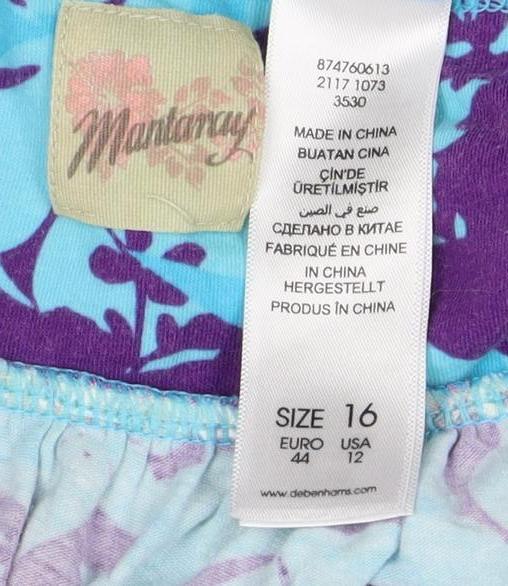 Mantaray
874760613
2117 1073
3530
MADE IN CHINA
BUATAN CINA
ÇİN'DE
ÜRETİLMİŞTİR
صنع في الصين
СДЕЛАНО В КИТАЕ
FABRIQUÉ EN CHINE
IN CHINA
HERGESTELLT
PRODUS ÎN CHINA
SIZE 16
EURO USA
44 12
www.debenhams.com